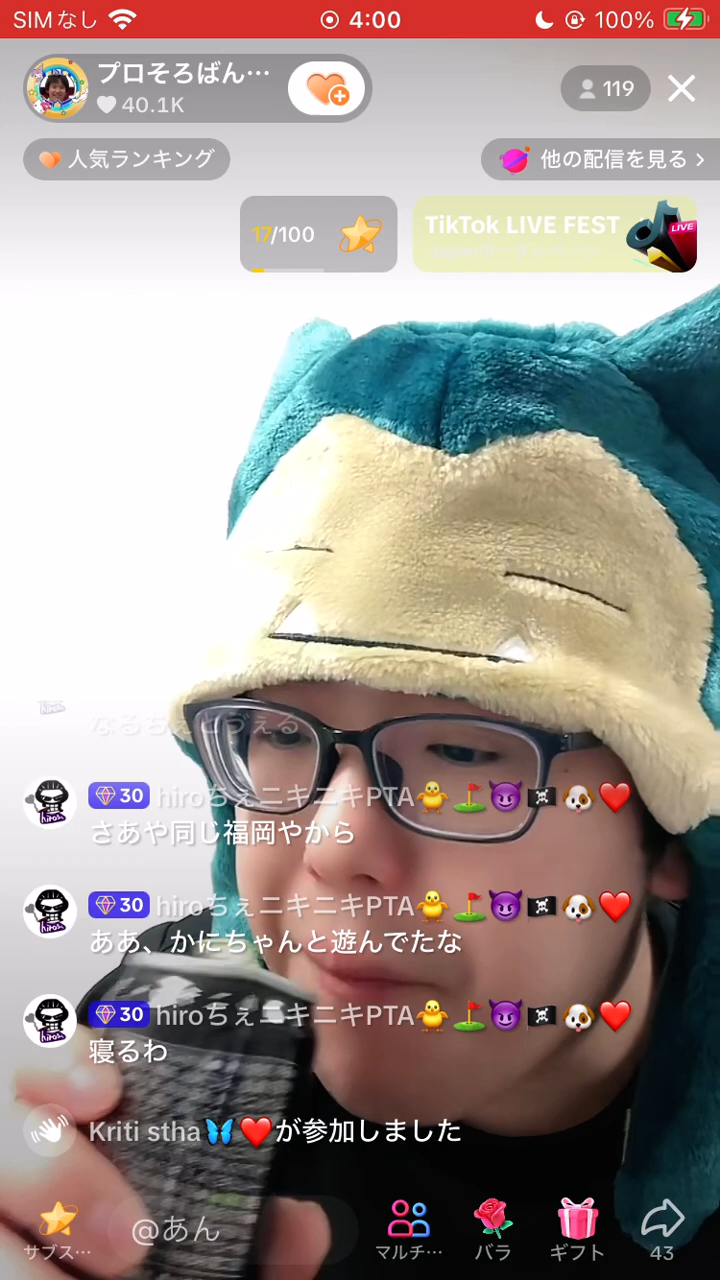 SIMなし 4:00 100%
プロそろばん…
40.1K
119
人気ランキング
他の配信を見る
17/100
TikTok LIVE FEST
LIVE
30 hiroちぇニキニキPTA🐥⛳😈🏴‍☠️🐶❤️
さあや同じ福岡やから
30 hiroちぇニキニキPTA🐥⛳😈🏴‍☠️🐶❤️
ああ、かにちゃんと遊んでたな
30 hiroちぇニキニキPTA🐥⛳😈🏴‍☠️🐶❤️
寝るわ
Kriti stha🦋❤️が参加しました
@あん
サブス…
マルチ…
バラ
ギフト
43